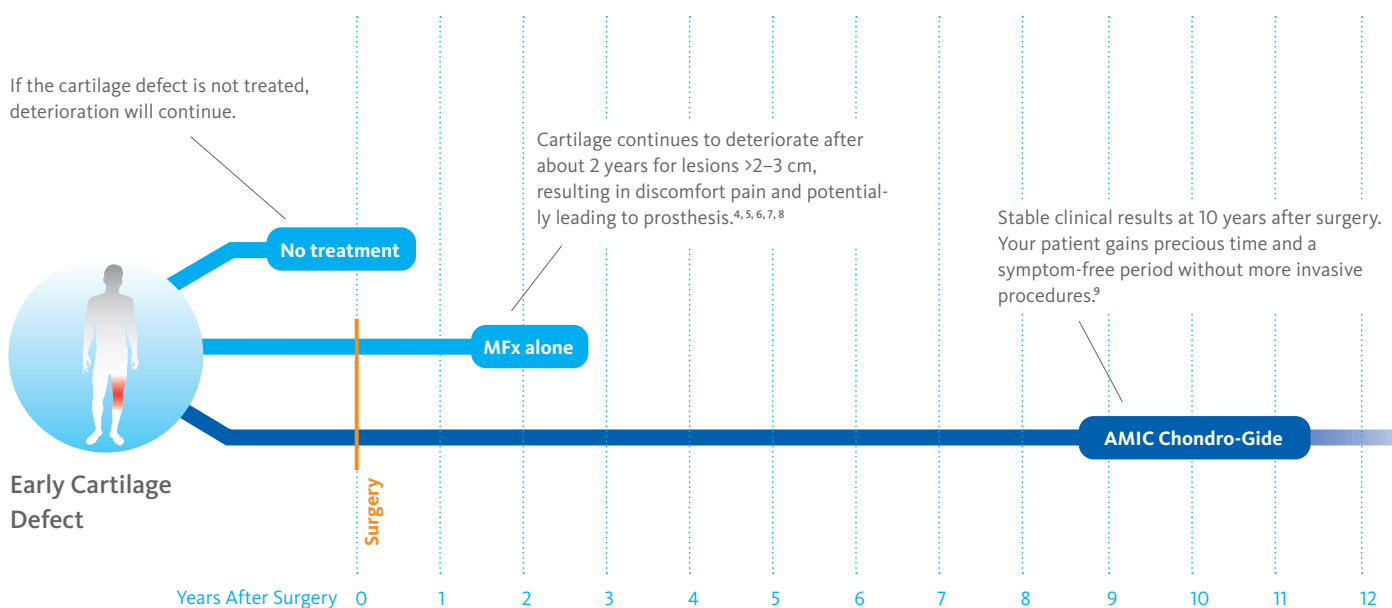 If the cartilage defect is not treated,
deterioration will continue.
Cartilage continues to deteriorate after
about 2 years for lesions >2–3 cm,
resulting in discomfort pain and potential-
ly leading to prosthesis.4, 5, 6, 7, 8
Stable clinical results at 10 years after surgery.
Your patient gains precious time and a
symptom-free period without more invasive
procedures.9
No treatment
MFx alone
AMIC Chondro-Gide
Early Cartilage
Defect
Surgery
Years After Surgery 0 1 2 3 4 5 6 7 8 9 10 11 12